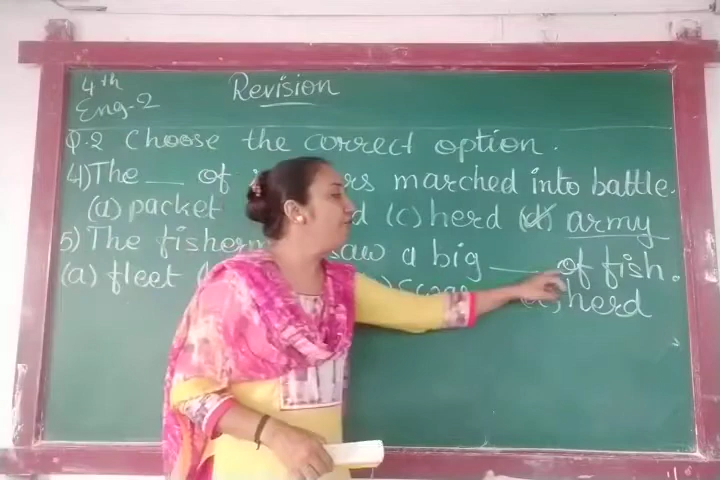 4th
Eng-2
Revision
Q.2 Choose the correct option.
4) The ___ of marched into battle.
(a) packet (c) herd (d) army
5) The saw a big ___ of fish.
(a) fleet herd